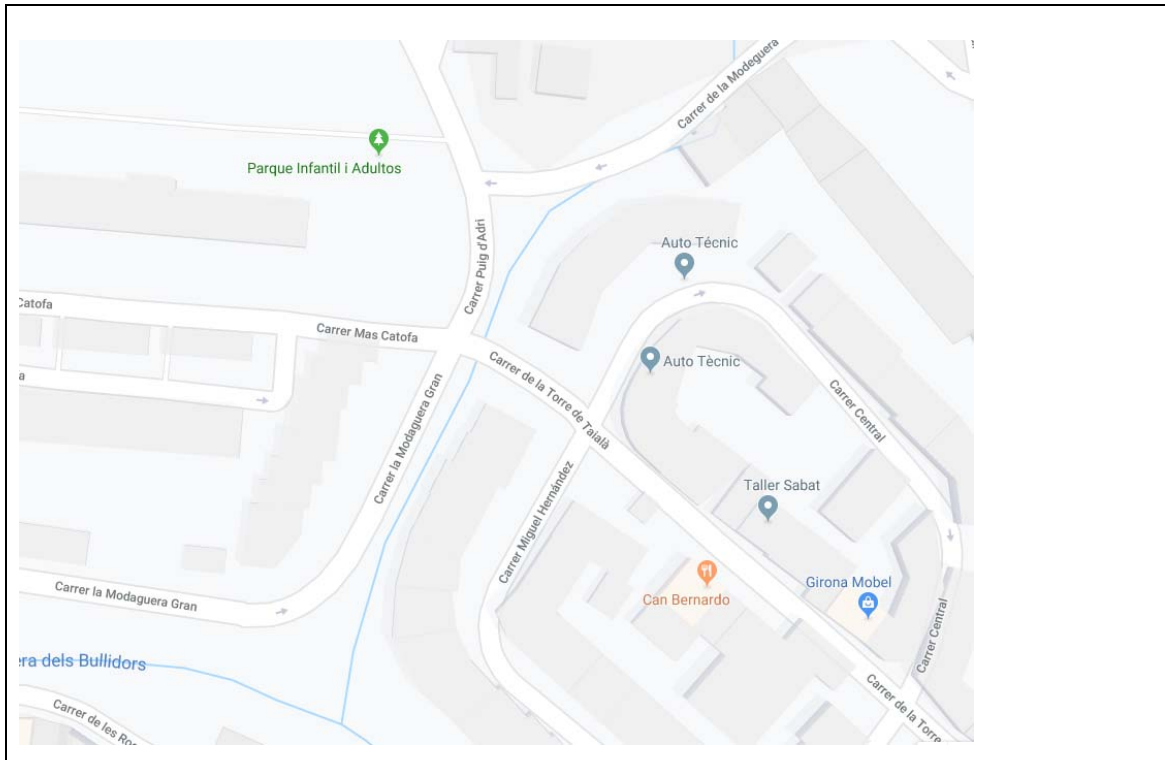 Carrer de la Modeguera
Parque Infantil i Adultos
Carrer Puig d'Adri
Auto Técnic
Catofa
Carrer Mas Catofa
Carrer de la Torre de Taialà
Auto Tècnic
a
Carrer la Modaguera Gran
Carrer Central
Carrer Miguel Hernández
Taller Sabat
Can Bernardo
Girona Mobel
Carrer la Modaguera Gran
Carrer Central
era dels Bullidors
Carrer de les Ro
Carrer de la Torre